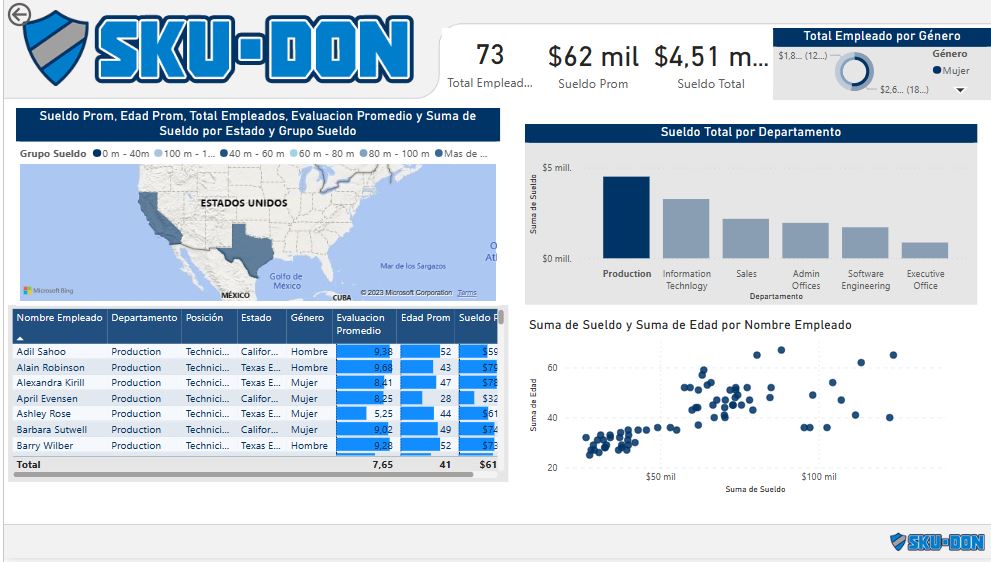 SKU-DON
73
Total Emplead...
$62 mil
Sueldo Prom
$4,51 m...
Sueldo Total
Total Empleado por Género
$1,8... (12...)
$2,6... (18...)
Género
Mujer
Sueldo Prom, Edad Prom, Total Empleados, Evaluacion Promedio y Suma de
Sueldo por Estado y Grupo Sueldo
Grupo Sueldo 0 m - 40m 100 m - 1... 40 m - 60 m 60 m - 80 m 80 m - 100 m Mas de ...
ESTADOS UNIDOS
Golfo de
México
Mar de los Sargazos
MÉXICO
CUBA
Microsoft Bing
© 2023 Microsoft Corporation Terms
Sueldo Total por Departamento
Suma de Sueldo
$5 mill.
$0 mill.
Production
Information
Technlogy
Sales
Admin
Offices
Software
Engineering
Executive
Office
Departamento
Nombre Empleado Departamento Posición Estado Género Evaluacion Promedio Edad Prom Sueldo P
Adil Sahoo Production Technici... Califor... Hombre 9,38 52 $59
Alain Robinson Production Technici... Texas E... Hombre 9,68 43 $79
Alexandra Kirill Production Technici... Texas E... Mujer 8,41 47 $78
April Evensen Production Technici... Califor... Mujer 8,25 28 $32
Ashley Rose Production Technici... Texas E... Mujer 5,25 44 $61
Barbara Sutwell Production Technici... Califor... Mujer 9,02 49 $74
Barry Wilber Production Technici... Texas E... Hombre 9,28 52 $73
Total 7,65 41 $61
Suma de Sueldo y Suma de Edad por Nombre Empleado
Suma de Edad
60
40
20
$50 mil
$100 mil
Suma de Sueldo
SKU-DON